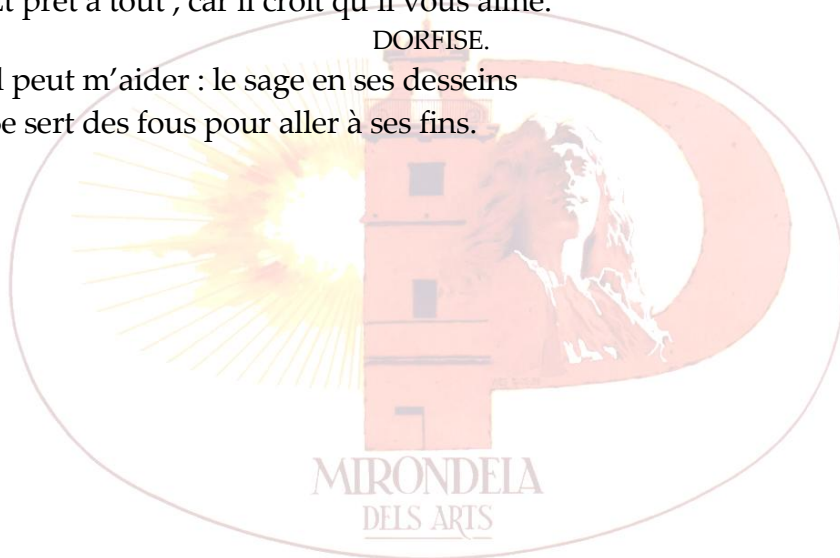 Et prêt à tout ; car il croit qu'il vous aime.
DORFISE.
l peut m'aider : le sage en ses desseins
e sert des fous pour aller à ses fins.
MIRONDELA
DELS ARTS